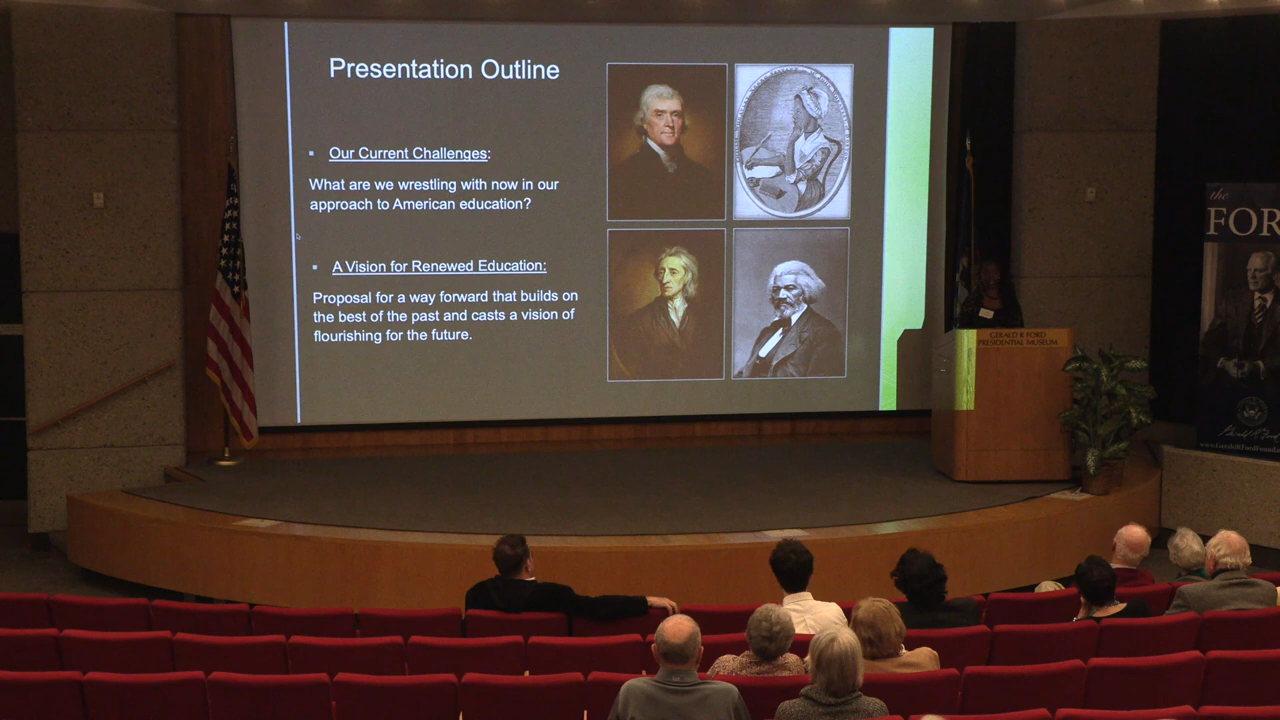 Presentation Outline
Our Current Challenges:
What are we wrestling with now in our
approach to American education?
A Vision for Renewed Education:
Proposal for a way forward that builds on
the best of the past and casts a vision of
flourishing for the future.
GERALD R FORD
PRESIDENTIAL MUSEUM
the
FOR